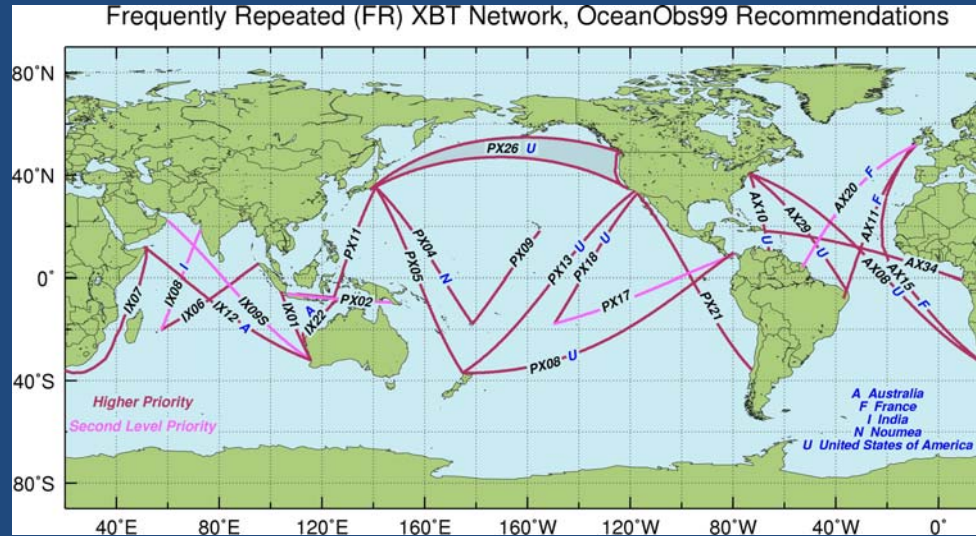 Frequently Repeated (FR) XBT Network, OceanObs99 Recommendations
80˚N
40˚N
0˚
40˚S
80˚S
PX26 U
PX11
PX04 N
PX05
PX09
PX13 U
PX18 U
PX17
PX08 U
PX21
PX02
AX10 U
AX29 U
AX20 F
AX11 F
AX34
AX08 U
AX15 F
IX07
IX08 I
IX06
IX12 A
IX09S
IX01
A
IX22
Higher Priority
Second Level Priority
A Australia
F France
I India
N Noumea
U United States of America
40˚E
80˚E
120˚E
160˚E
160˚W
120˚W
80˚W
40˚W
0˚